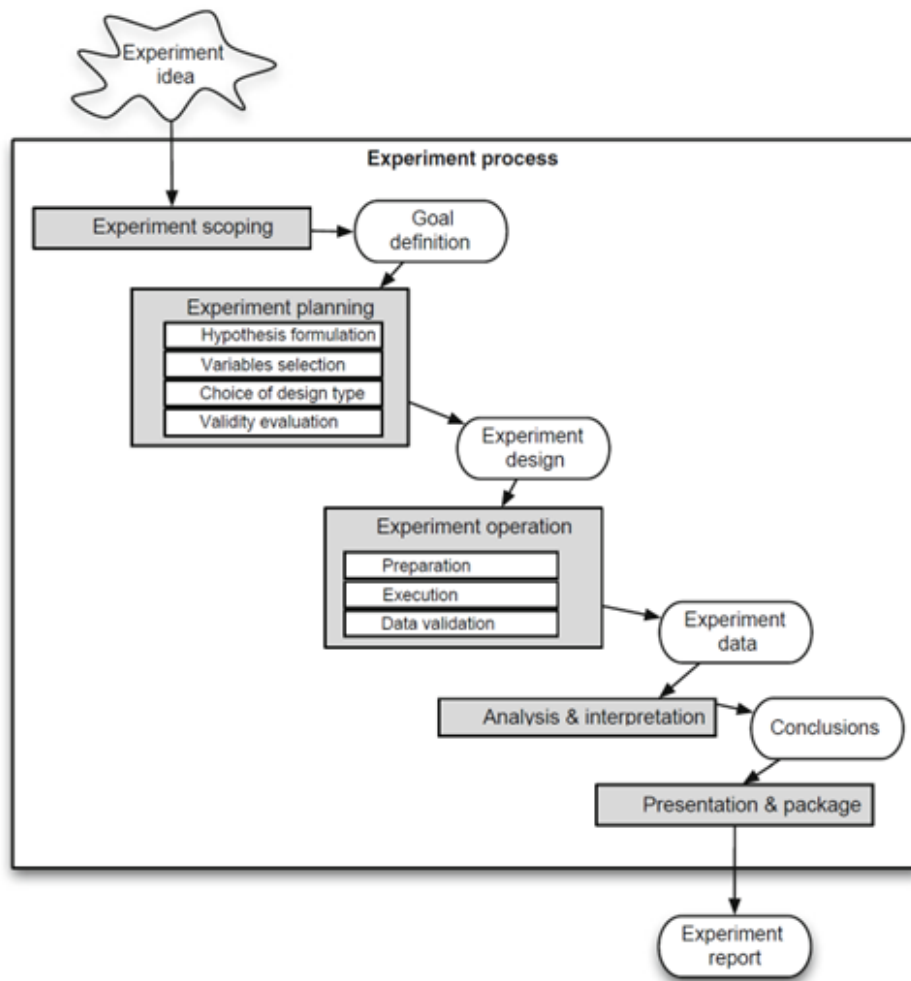 Experiment
idea
Experiment process
Experiment scoping
Goal
definition
Experiment planning
Hypothesis formulation
Variables selection
Choice of design type
Validity evaluation
Experiment
design
Experiment operation
Preparation
Execution
Data validation
Experiment
data
Analysis & interpretation
Conclusions
Presentation & package
Experiment
report